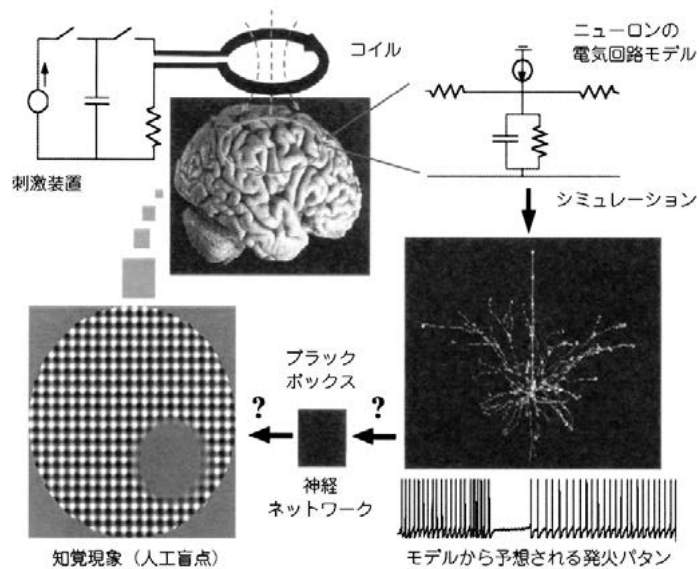 コイル
ニューロンの
電気回路モデル
刺激装置
シミュレーション
ブラック
ボックス
?
?
神経
ネットワーク
知覚現象（人工盲点）
モデルから予想される発火パタン